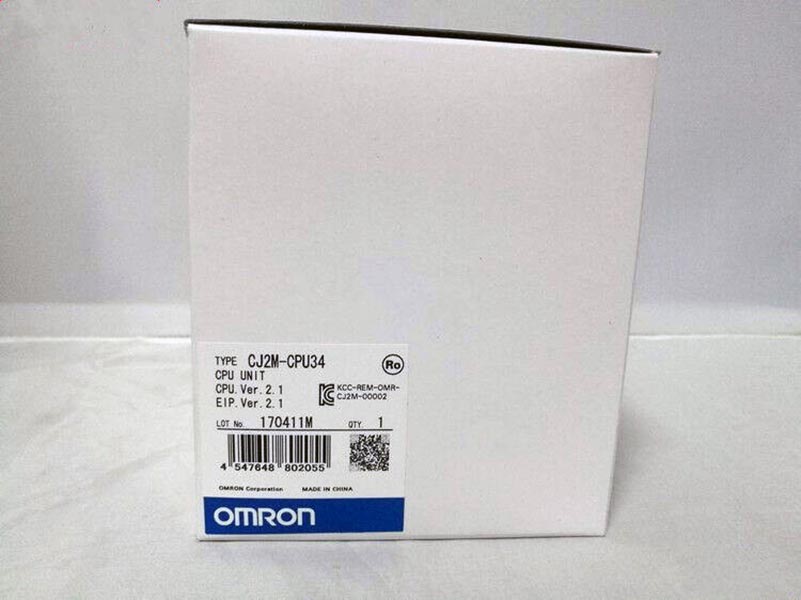 TYPE CJ2M-CPU34
Ro
CPU UNIT
CPU.Ver.2.1
EIP.Ver.2.1
KCC-REM-OMR-
CJ2M-00002
LOT No. 170411M QTY. 1
4 547648 802055
OMRON Corporation MADE IN CHINA
OMRON